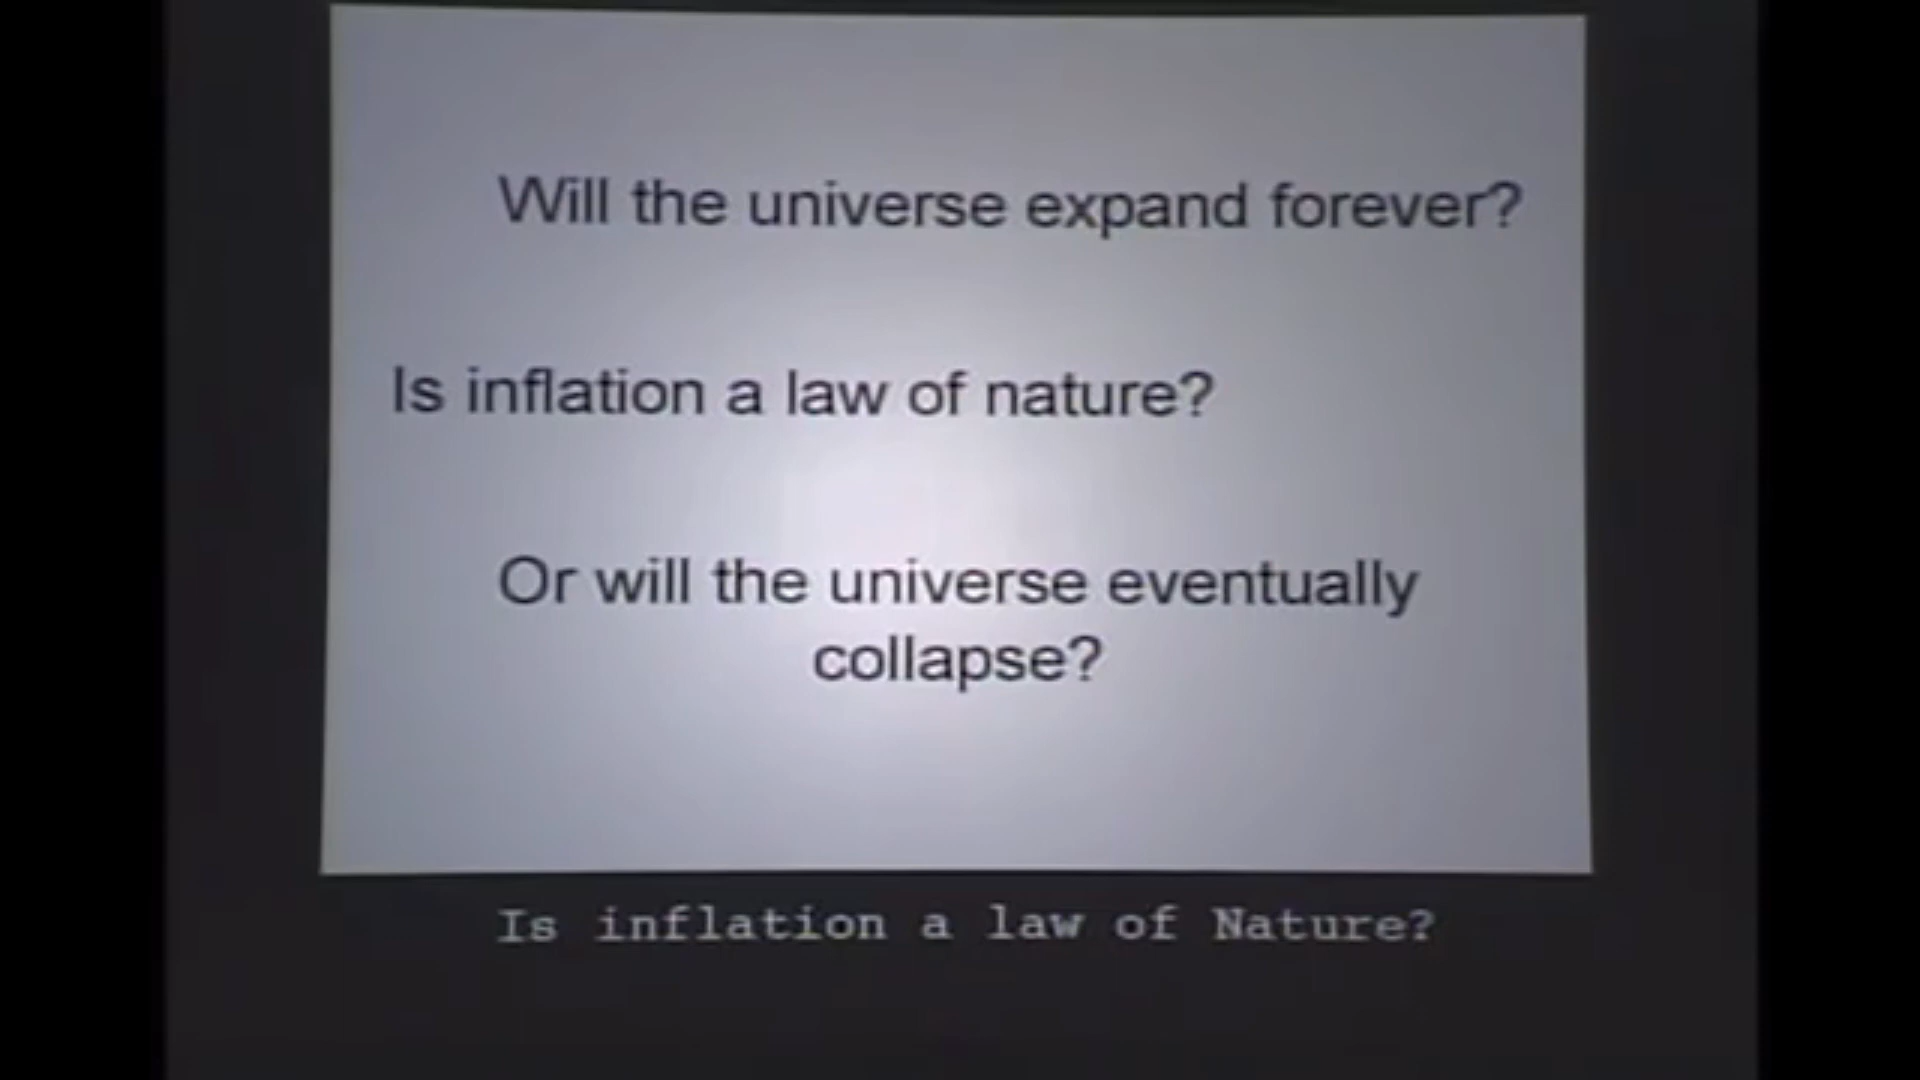 Will the universe expand forever?
Is inflation a law of nature?
Or will the universe eventually
collapse?
Is inflation a law of Nature?